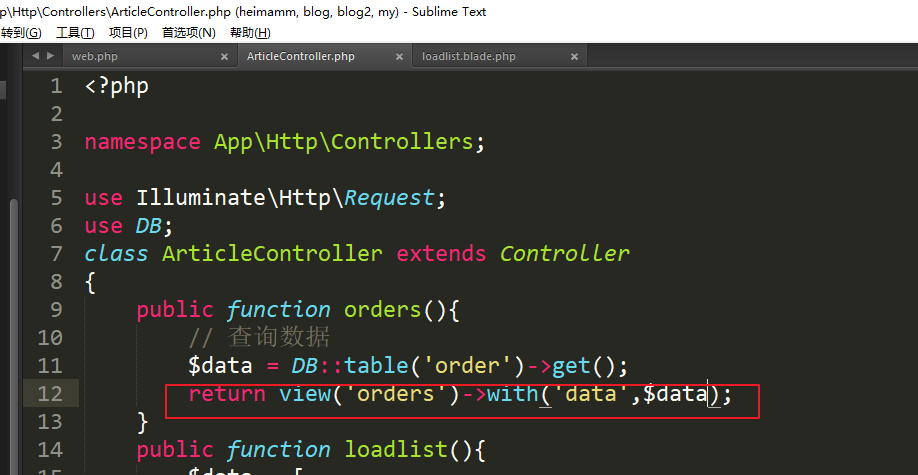 p\Http\Controllers\ArticleController.php (heimamm, blog, blog2, my) - Sublime Text
转到(G) 工具(T) 项目(P) 首选项(N) 帮助(H)
web.php × ArticleController.php × loadlist.blade.php ×
1 <?php
2
3 namespace App\Http\Controllers;
4
5 use Illuminate\Http\Request;
6 use DB;
7 class ArticleController extends Controller
8 {
9 public function orders(){
10 // 查询数据
11 $data = DB::table('order')->get();
12 return view('orders')->with('data',$data);
13 }
14 public function loadlist(){